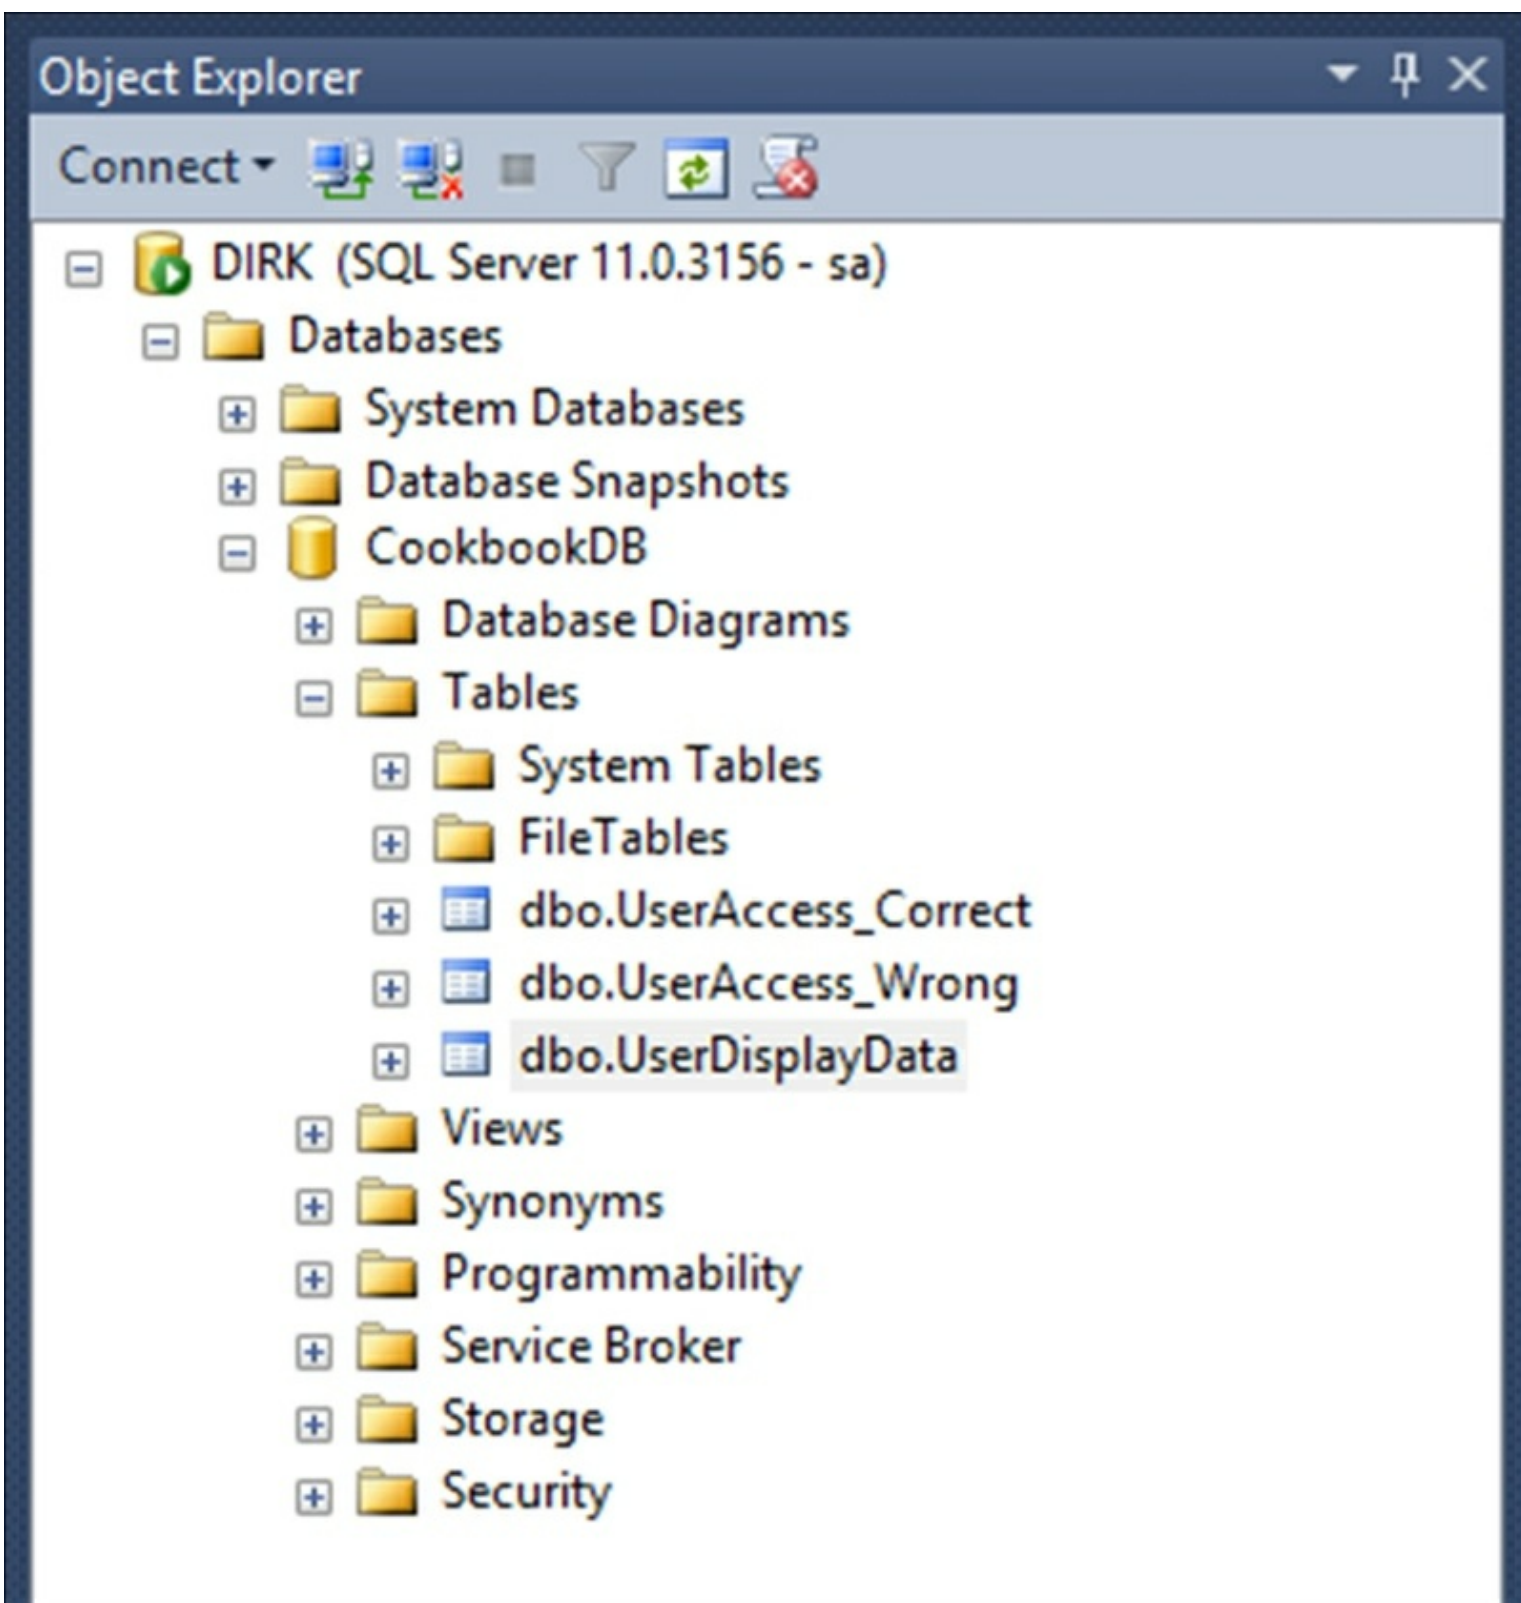 Object Explorer
Connect
DIRK (SQL Server 11.0.3156 - sa)
Databases
System Databases
Database Snapshots
CookbookDB
Database Diagrams
Tables
System Tables
FileTables
dbo.UserAccess_Correct
dbo.UserAccess_Wrong
dbo.UserDisplayData
Views
Synonyms
Programmability
Service Broker
Storage
Security